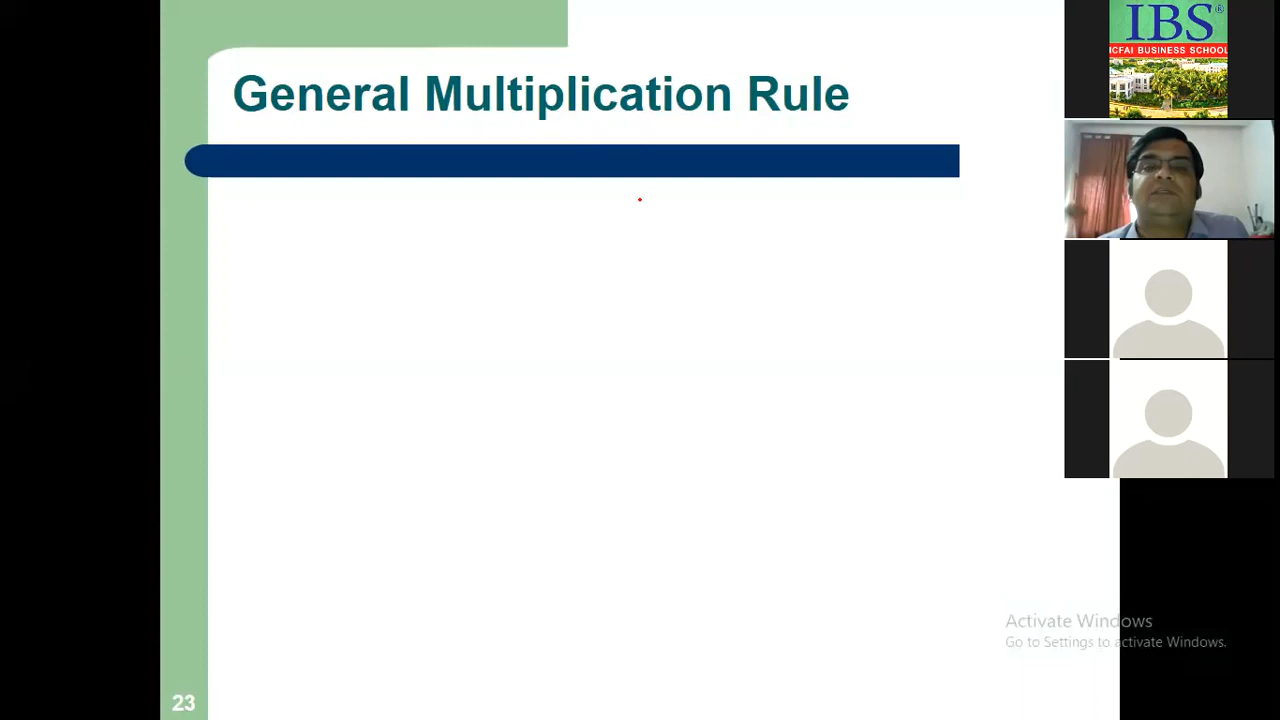 General Multiplication Rule
IBS®
ICFAI BUSINESS SCHOOL
Activate Windows
Go to Settings to activate Windows.
23